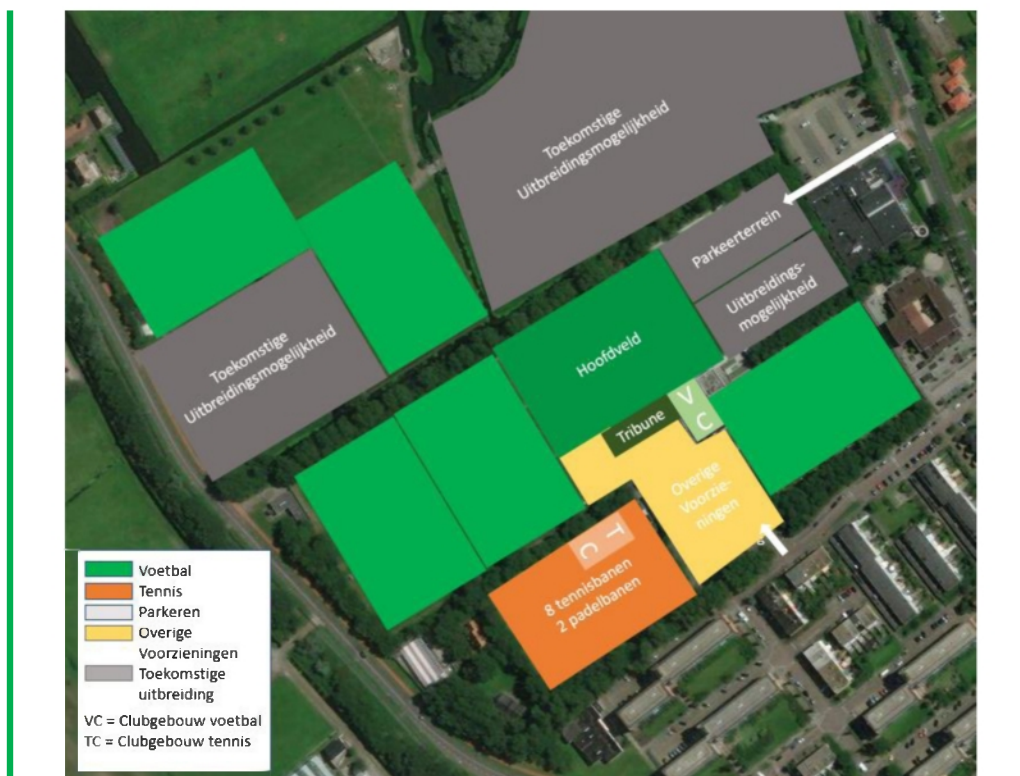 Toekomstige
Uitbreidingsmogelijkheid
Parkeerterrein
Uitbreidings-
mogelijkheid
Toekomstige
Uitbreidingsmogelijkheid
Hoofdveld
Tribune
V
C
Overige
Voorzie-
ningen
T
C
8 tennisbanen
2 padelbanen
Voetbal
Tennis
Parkeren
Overige
Voorzieningen
Toekomstige
uitbreiding
VC = Clubgebouw voetbal
TC = Clubgebouw tennis